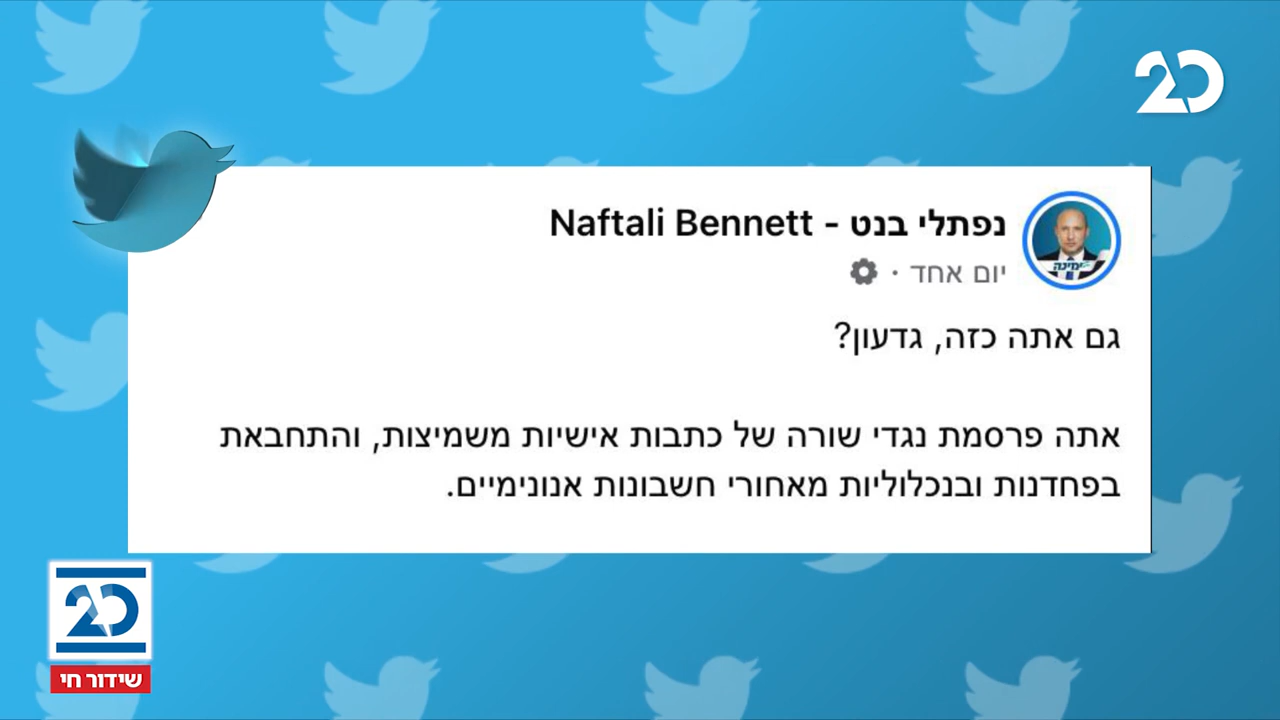 20
נפתלי בנט - Naftali Bennett
יום אחד ·
ימינה
גם אתה כזה, גדעון?
אתה פרסמת נגדי שורה של כתבות אישיות משמיצות, והתחבאת
בפחדנות ובנכלוליות מאחורי חשבונות אנונימיים.
20
שידור חי